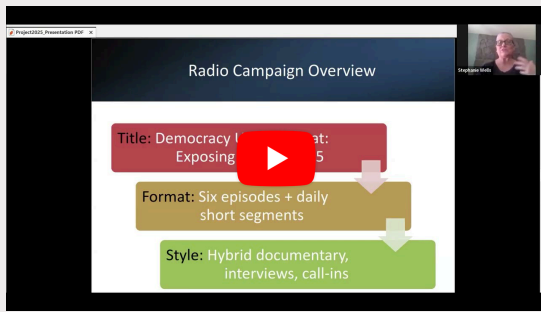 Project2025_Presentation PDF
Stephanie Wells
Radio Campaign Overview
Title: Democracy
Exposing
Format: Six episodes + daily
short segments
Style: Hybrid documentary,
interviews, call-ins